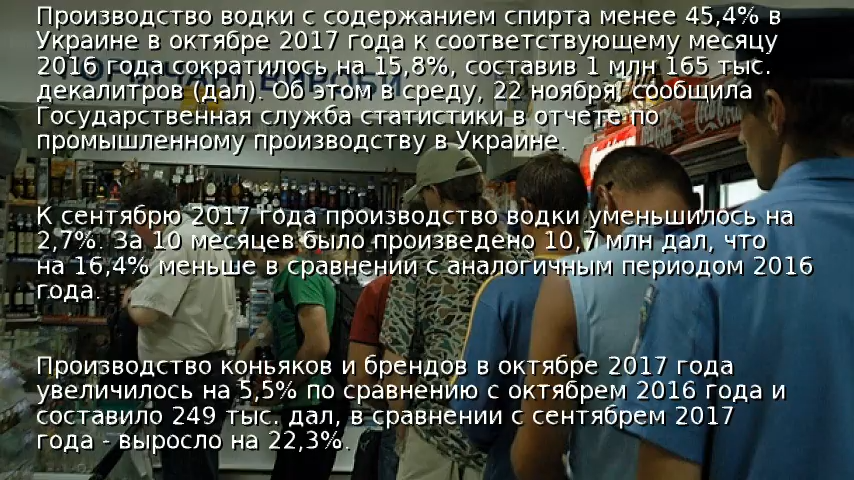 Производство водки с содержанием спирта менее 45,4% в
Украине в октябре 2017 года к соответствующему месяцу
2016 года сократилось на 15,8%, составив 1 млн 165 тыс.
декалитров (дал). Об этом в среду, 22 ноября, сообщила
Государственная служба статистики в отчете по
промышленному производству в Украине.
К сентябрю 2017 года производство водки уменьшилось на
2,7%. За 10 месяцев было произведено 10,7 млн дал, что
на 16,4% меньше в сравнении с аналогичным периодом 2016
года.
Производство коньяков и брендов в октябре 2017 года
увеличилось на 5,5% по сравнению с октябрем 2016 года и
составило 249 тыс. дал, в сравнении с сентябрем 2017
года - выросло на 22,3%.